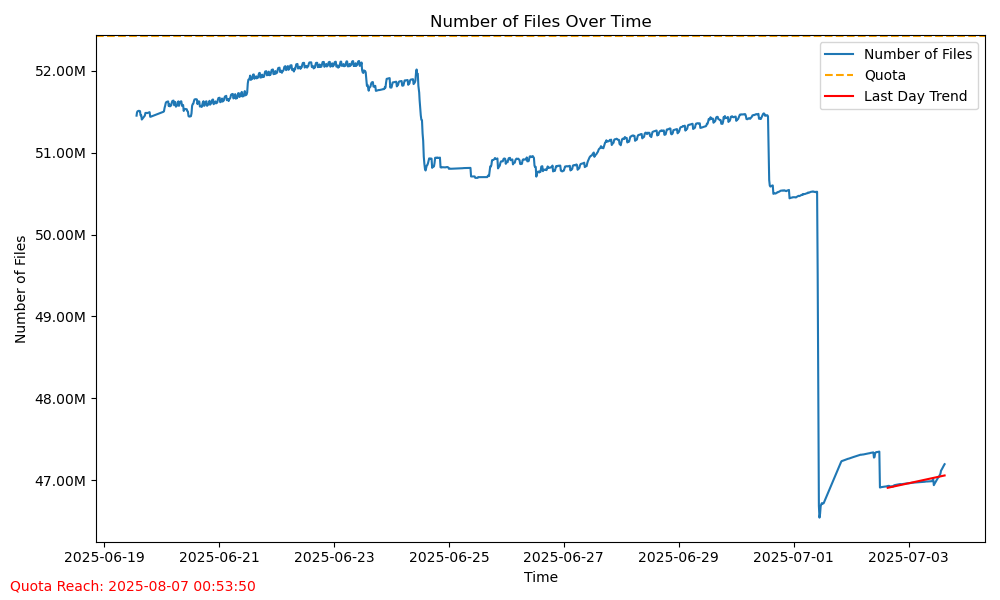 Number of Files Over Time
Number of Files
Quota
Last Day Trend
52.00M
51.00M
50.00M
49.00M
48.00M
47.00M
Number of Files
2025-06-19
2025-06-21
2025-06-23
2025-06-25
2025-06-27
2025-06-29
2025-07-01
2025-07-03
Time
Quota Reach: 2025-08-07 00:53:50